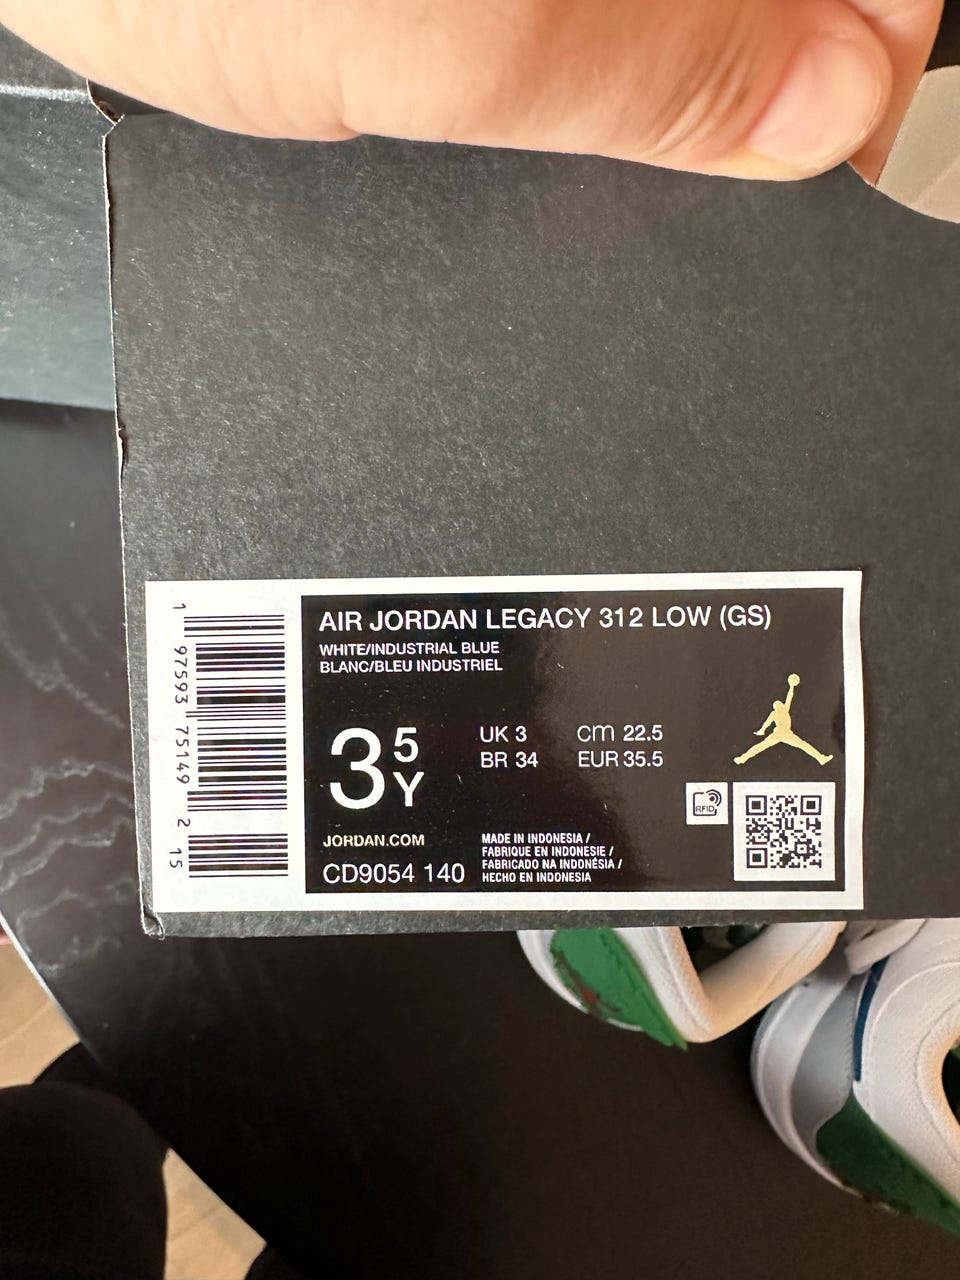 AIR JORDAN LEGACY 312 LOW (GS)
WHITE/INDUSTRIAL BLUE
BLANC/BLEU INDUSTRIEL
3 5 Y
UK 3 cm 22.5
BR 34 EUR 35.5
RFID
JORDAN.COM
CD9054 140
MADE IN INDONESIA /
FABRIQUE EN INDONESIE /
FABRICADO NA INDONÉSIA /
HECHO EN INDONESIA
1 97593 75149 2 15